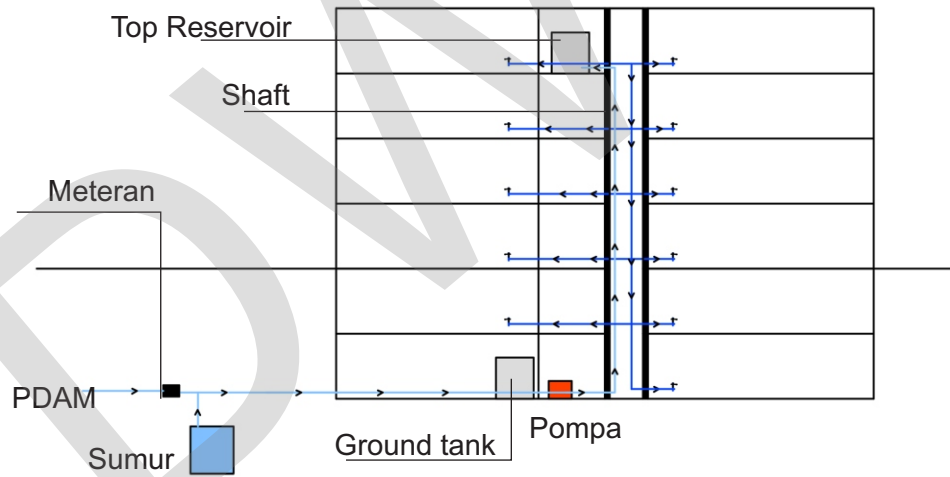 Top Reservoir
Shaft
Meteran
PDAM
Pompa
Ground tank
Sumur